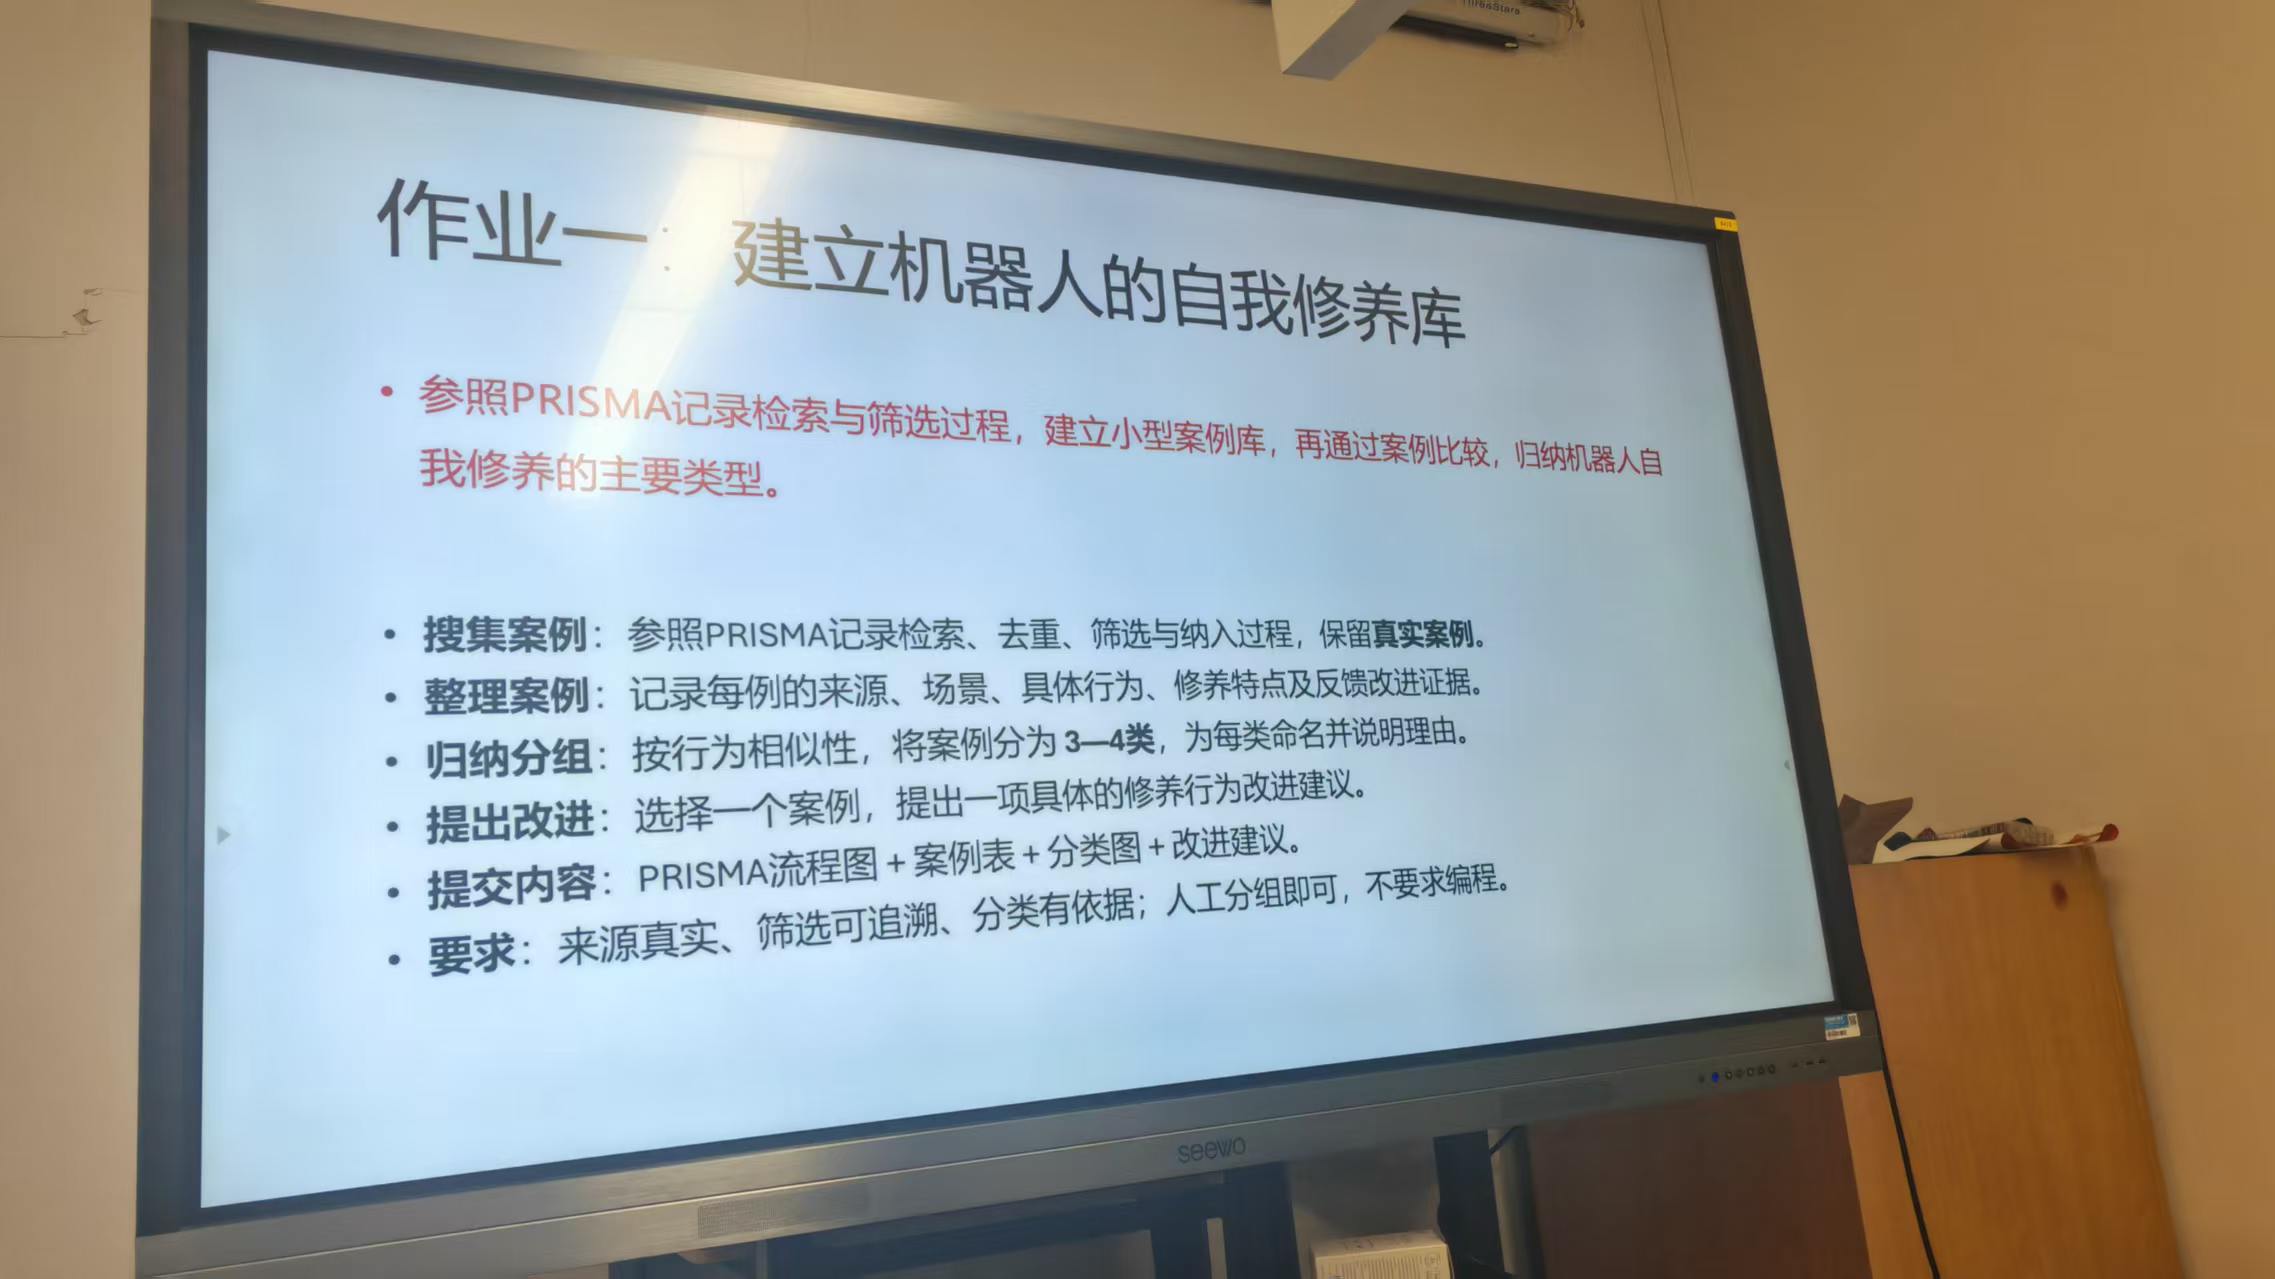 ThreeStars
作业一：建立机器人的自我修养库
• 参照PRISMA记录检索与筛选过程，建立小型案例库，再通过案例比较，归纳机器人自
我修养的主要类型。
• 搜集案例：参照PRISMA记录检索、去重、筛选与纳入过程，保留真实案例。
• 整理案例：记录每例的来源、场景、具体行为、修养特点及反馈改进证据。
• 归纳分组：按行为相似性，将案例分为 3—4类，为每类命名并说明理由。
• 提出改进：选择一个案例，提出一项具体的修养行为改进建议。
• 提交内容：PRISMA流程图＋案例表＋分类图＋改进建议。
• 要求：来源真实、筛选可追溯、分类有依据；人工分组即可，不要求编程。
seewo